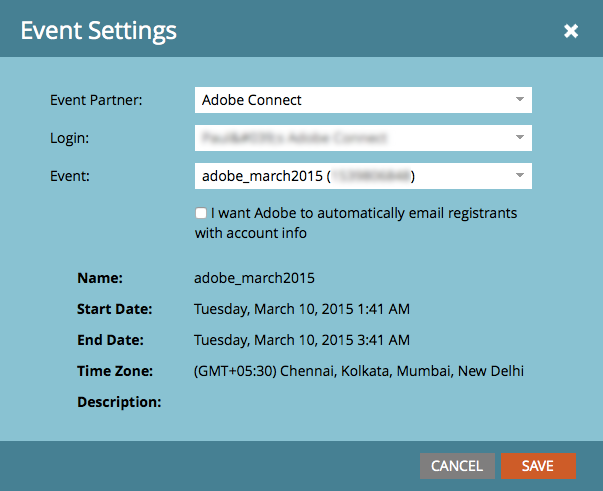 Event Settings
Event Partner: Adobe Connect
Login:
Event: adobe_march2015 ( )
I want Adobe to automatically email registrants
with account info
Name: adobe_march2015
Start Date: Tuesday, March 10, 2015 1:41 AM
End Date: Tuesday, March 10, 2015 3:41 AM
Time Zone: (GMT+05:30) Chennai, Kolkata, Mumbai, New Delhi
Description:
CANCEL SAVE